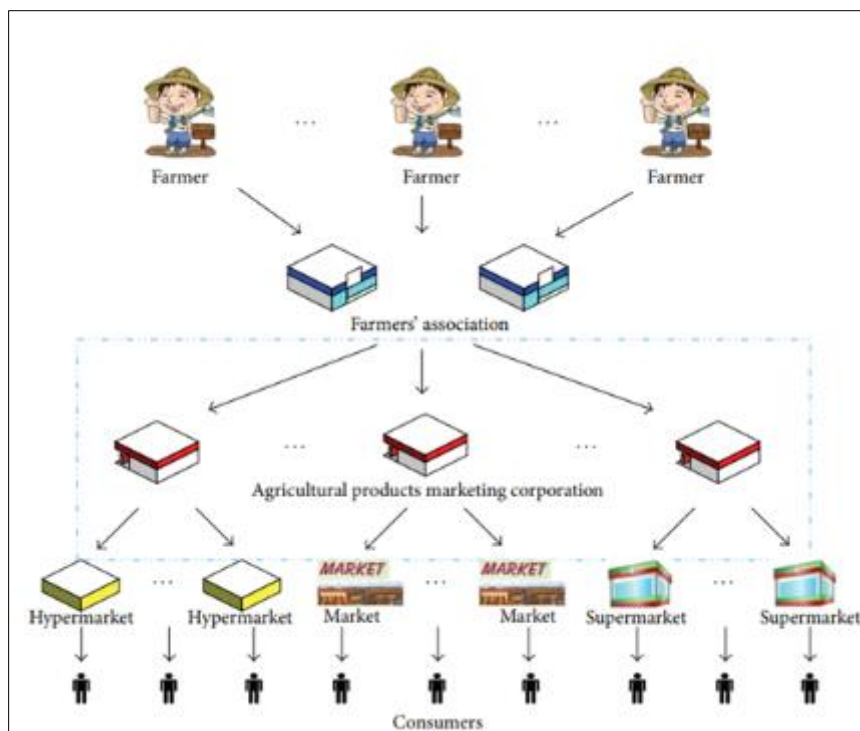 ... ...
Farmer Farmer Farmer
Farmers' association
... ...
Agricultural products marketing corporation
MARKET MARKET
... ... ...
Hypermarket Hypermarket Market Market Supermarket Supermarket
Consumers